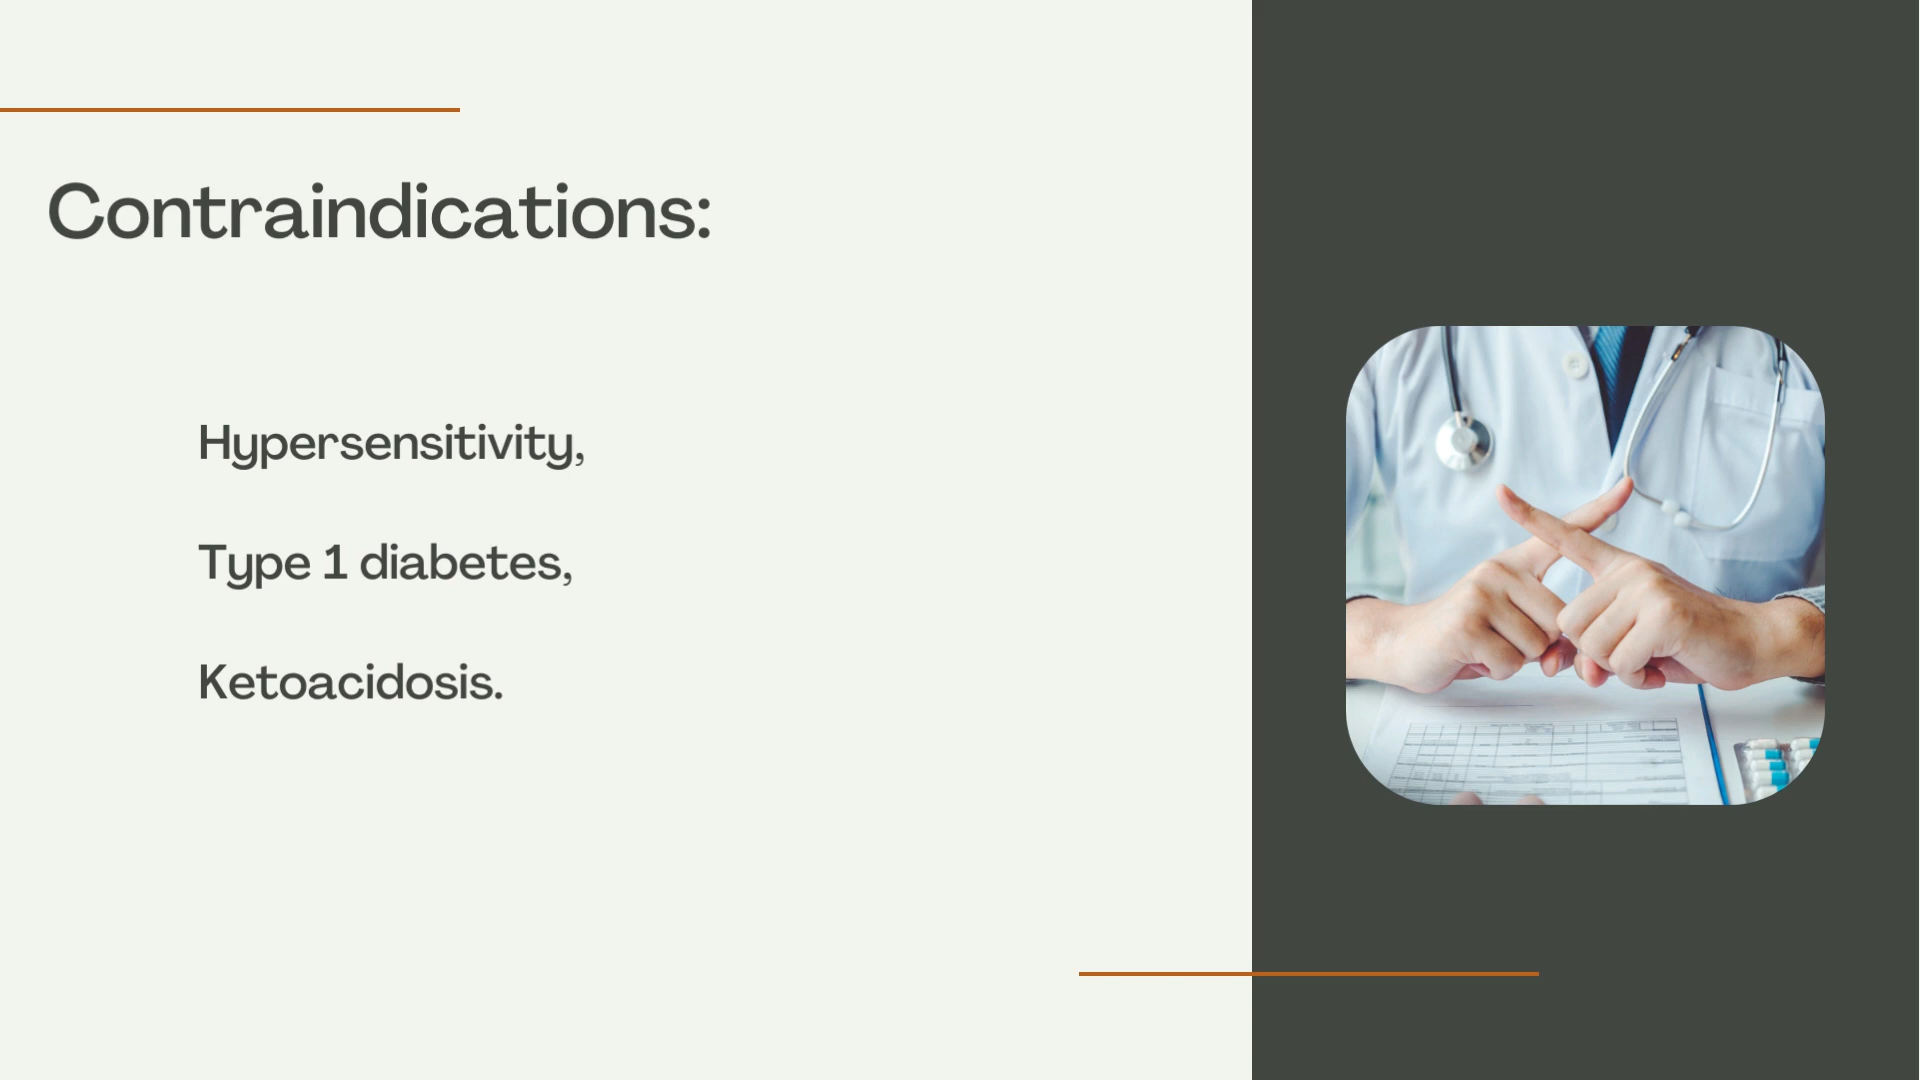 Contraindications:
Hypersensitivity,
Type 1 diabetes,
Ketoacidosis.